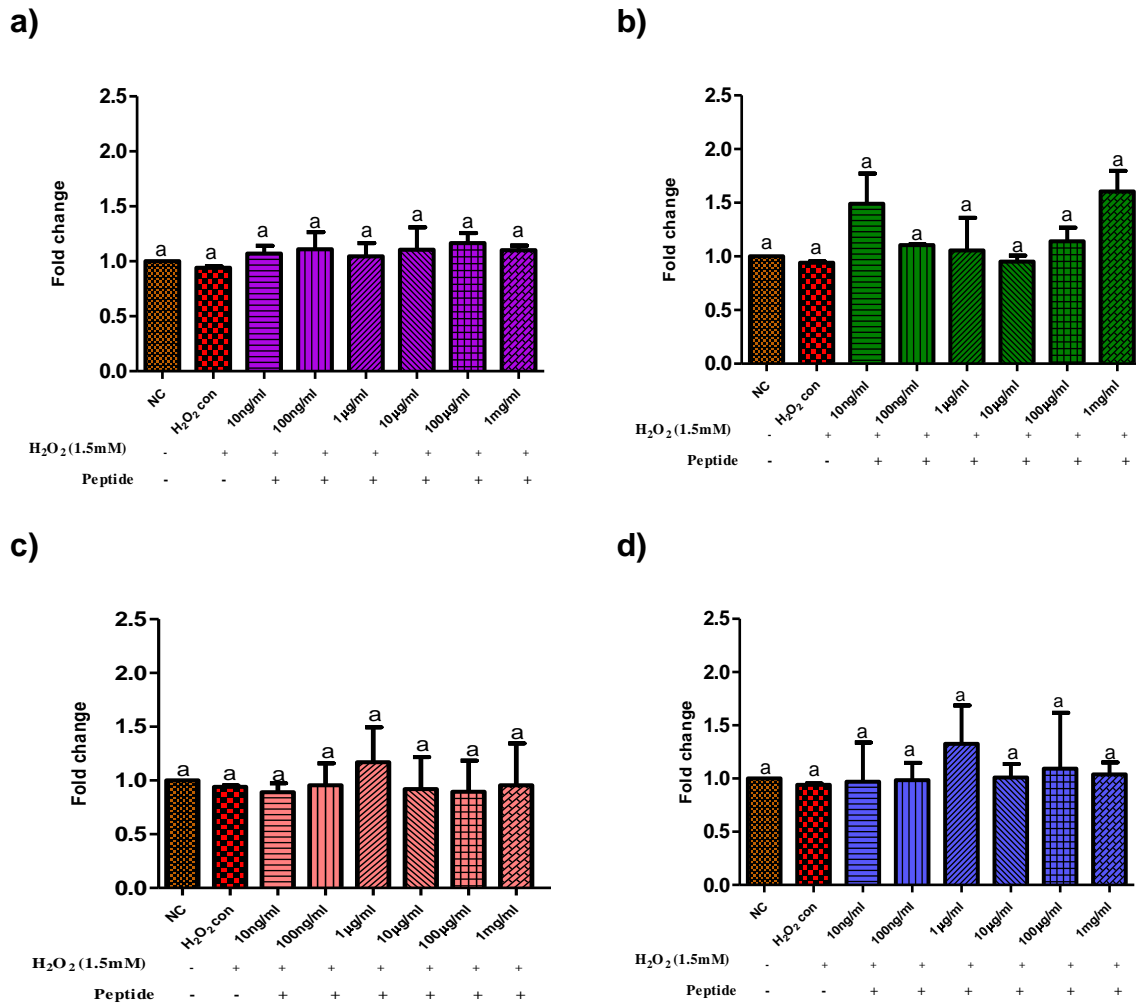 a)
2.5
2.0
1.5
1.0
0.5
0.0
Fold change
a a a a a a a a
NC H₂O₂ con 10ng/ml 100ng/ml 1µg/ml 10µg/ml 100µg/ml 1mg/ml
H₂O₂ (1.5mM) - + + + + + + +
Peptide - - + + + + + +
b)
2.5
2.0
1.5
1.0
0.5
0.0
Fold change
a a a a a a a a
NC H₂O₂ con 10ng/ml 100ng/ml 1µg/ml 10µg/ml 100µg/ml 1mg/ml
H₂O₂ (1.5mM) - + + + + + + +
Peptide - - + + + + + +
c)
2.5
2.0
1.5
1.0
0.5
0.0
Fold change
a a a a a a a a
NC H₂O₂ con 10ng/ml 100ng/ml 1µg/ml 10µg/ml 100µg/ml 1mg/ml
H₂O₂ (1.5mM) - + + + + + + +
Peptide - - + + + + + +
d)
2.5
2.0
1.5
1.0
0.5
0.0
Fold change
a a a a a a a a
NC H₂O₂ con 10ng/ml 100ng/ml 1µg/ml 10µg/ml 100µg/ml 1mg/ml
H₂O₂ (1.5mM) - + + + + + + +
Peptide - - + + + + + +